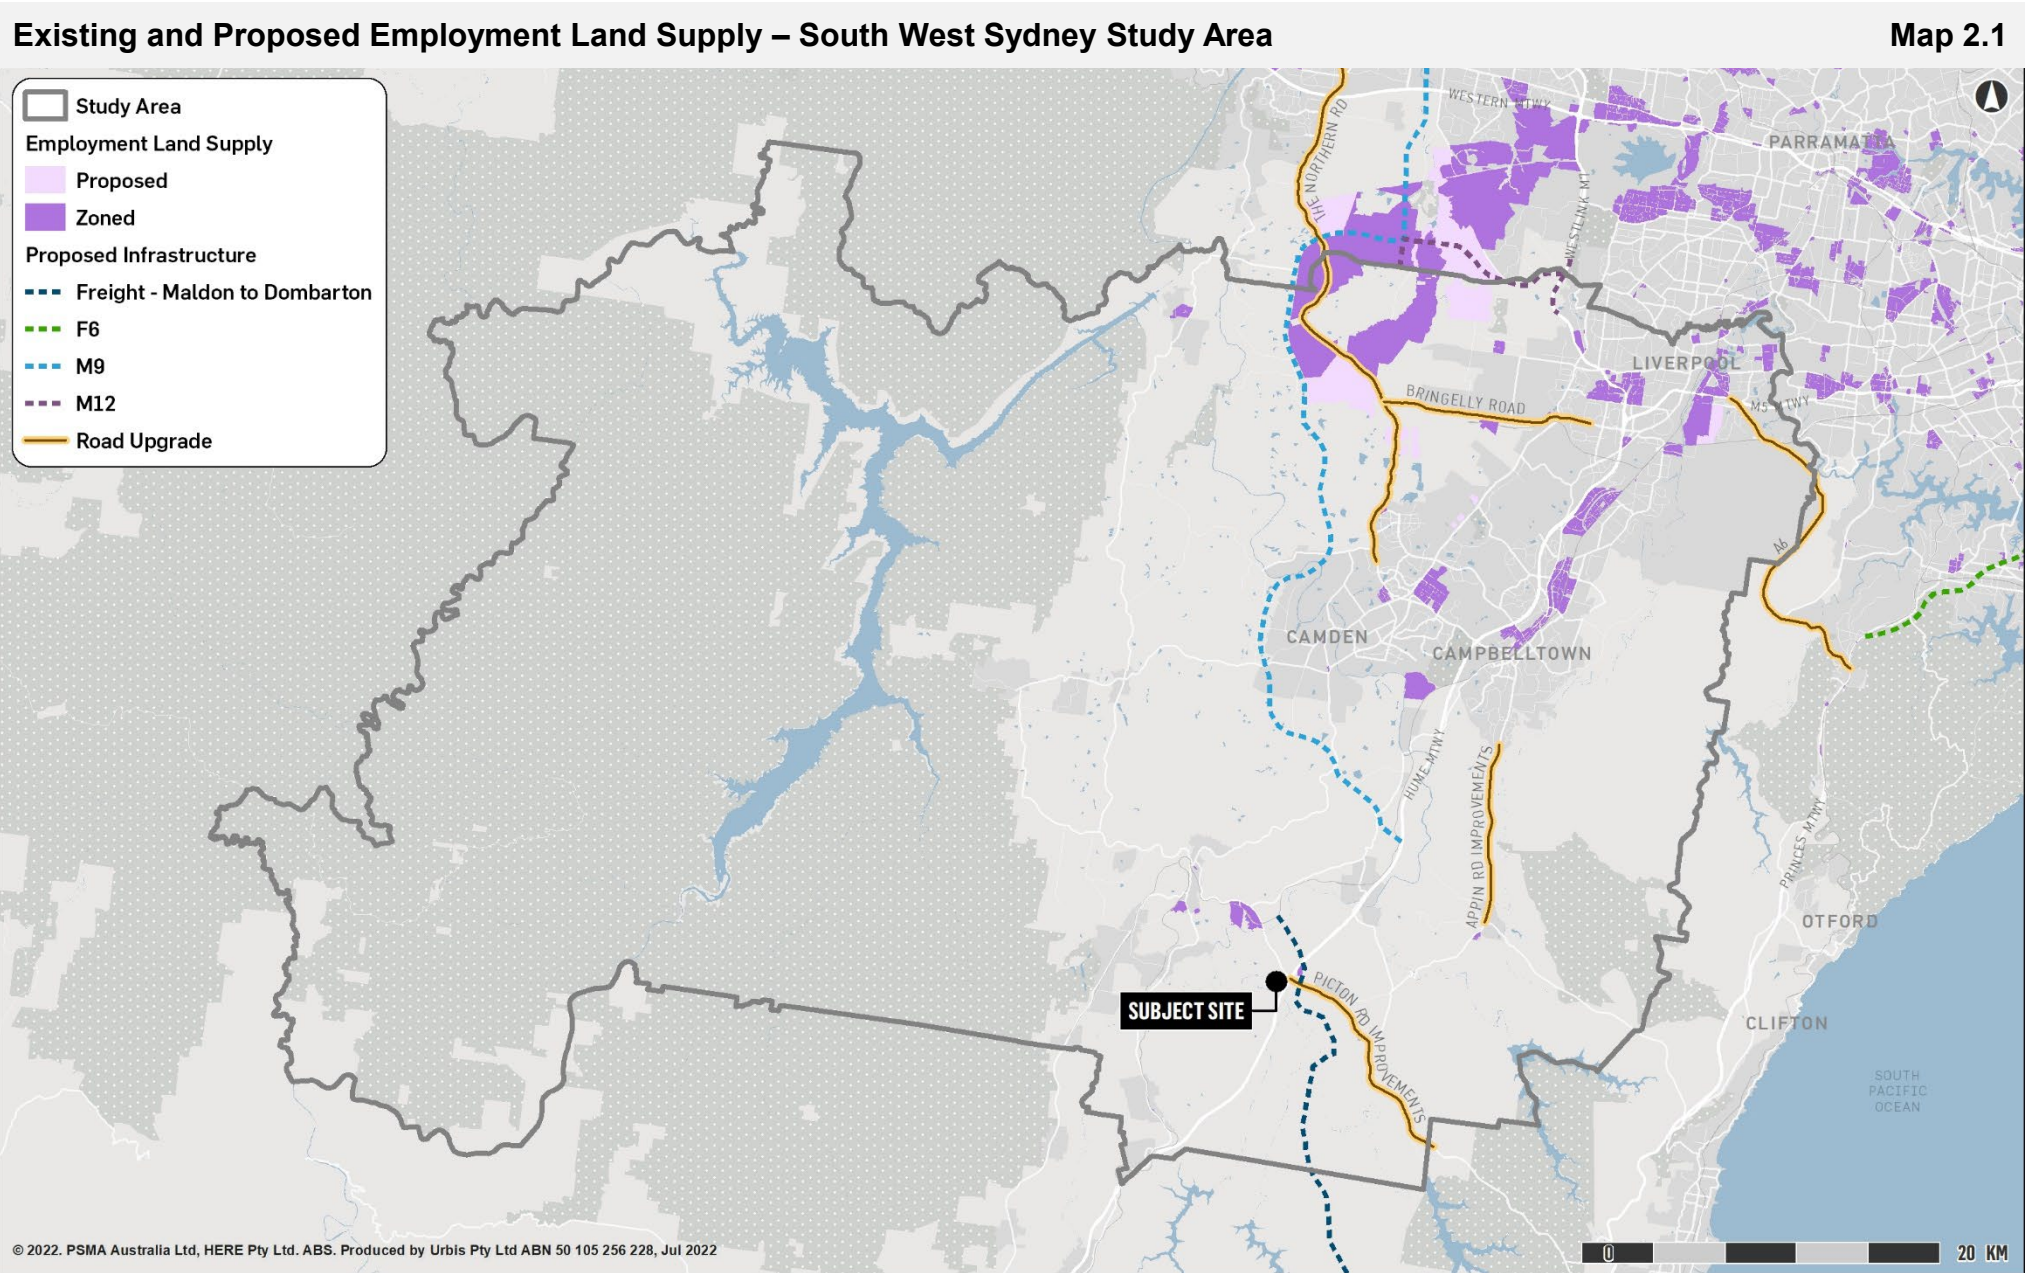 Existing and Proposed Employment Land Supply – South West Sydney Study Area
Map 2.1
Study Area
Employment Land Supply
Proposed
Zoned
Proposed Infrastructure
Freight - Maldon to Dombarton
F6
M9
M12
Road Upgrade
WESTERN MTWY
THE NORTHERN RD
PARRAMATTA
WESTLINK M7
LIVERPOOL
BRINGELLY ROAD
M5 MTWY
A6
CAMDEN
CAMPBELLTOWN
HUME MTWY
APPIN RD IMPROVEMENTS
PRINCES MTWY
OTFORD
SUBJECT SITE
PICTON RD IMPROVEMENTS
CLIFTON
SOUTH
PACIFIC
OCEAN
© 2022. PSMA Australia Ltd, HERE Pty Ltd. ABS. Produced by Urbis Pty Ltd ABN 50 105 256 228, Jul 2022
0
20 KM